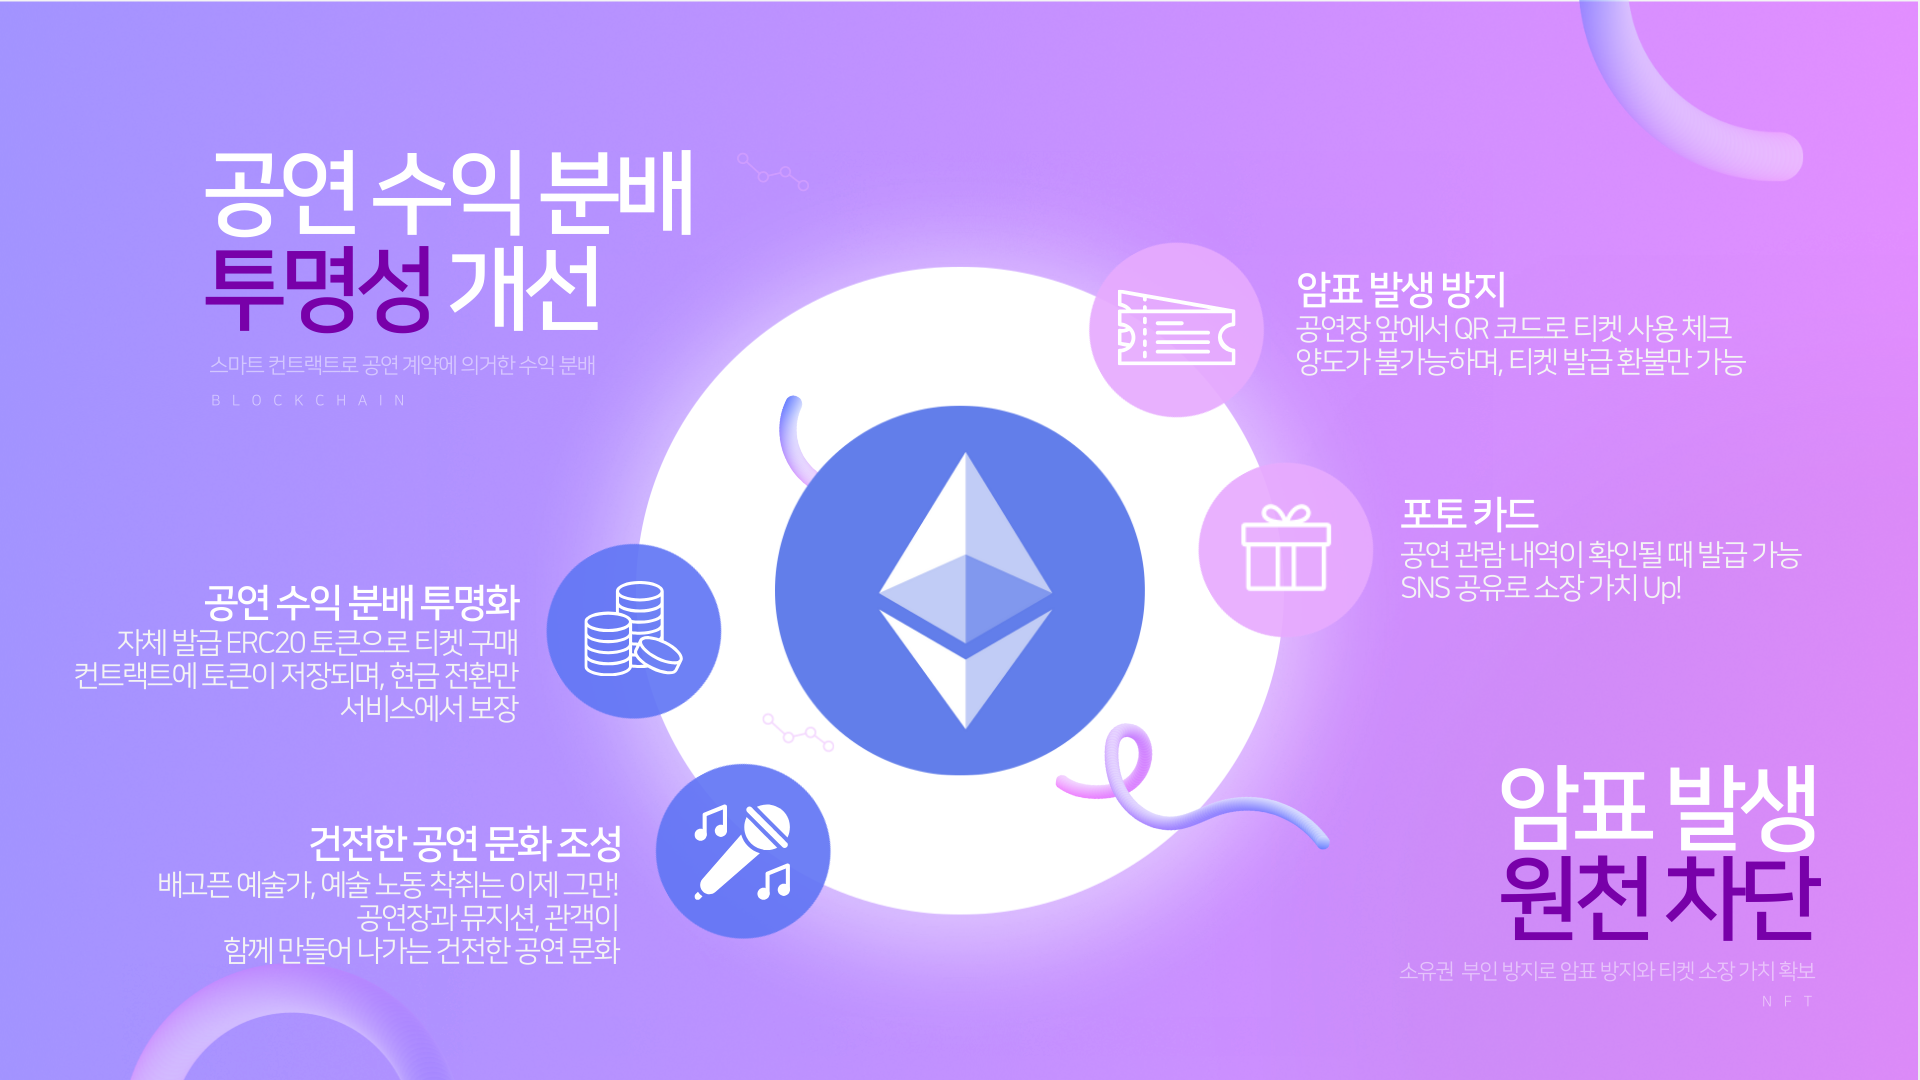 공연 수익 분배
투명성 개선
스마트 컨트랙트로 공연 계약에 의거한 수익 분배
BLOCKCHAIN
공연 수익 분배 투명화
자체 발급 ERC20 토큰으로 티켓 구매
컨트랙트에 토큰이 저장되며, 현금 전환만
서비스에서 보장
건전한 공연 문화 조성
배고픈 예술가, 예술 노동 착취는 이제 그만!
공연장과 뮤지션, 관객이
함께 만들어 나가는 건전한 공연 문화
암표 발생 방지
공연장 앞에서 QR 코드로 티켓 사용 체크
양도가 불가능하며, 티켓 발급 환불만 가능
포토 카드
공연 관람 내역이 확인될 때 발급 가능
SNS 공유로 소장 가치 Up!
암표 발생
원천 차단
소유권 부인 방지로 암표 방지와 티켓 소장 가치 확보
NFT